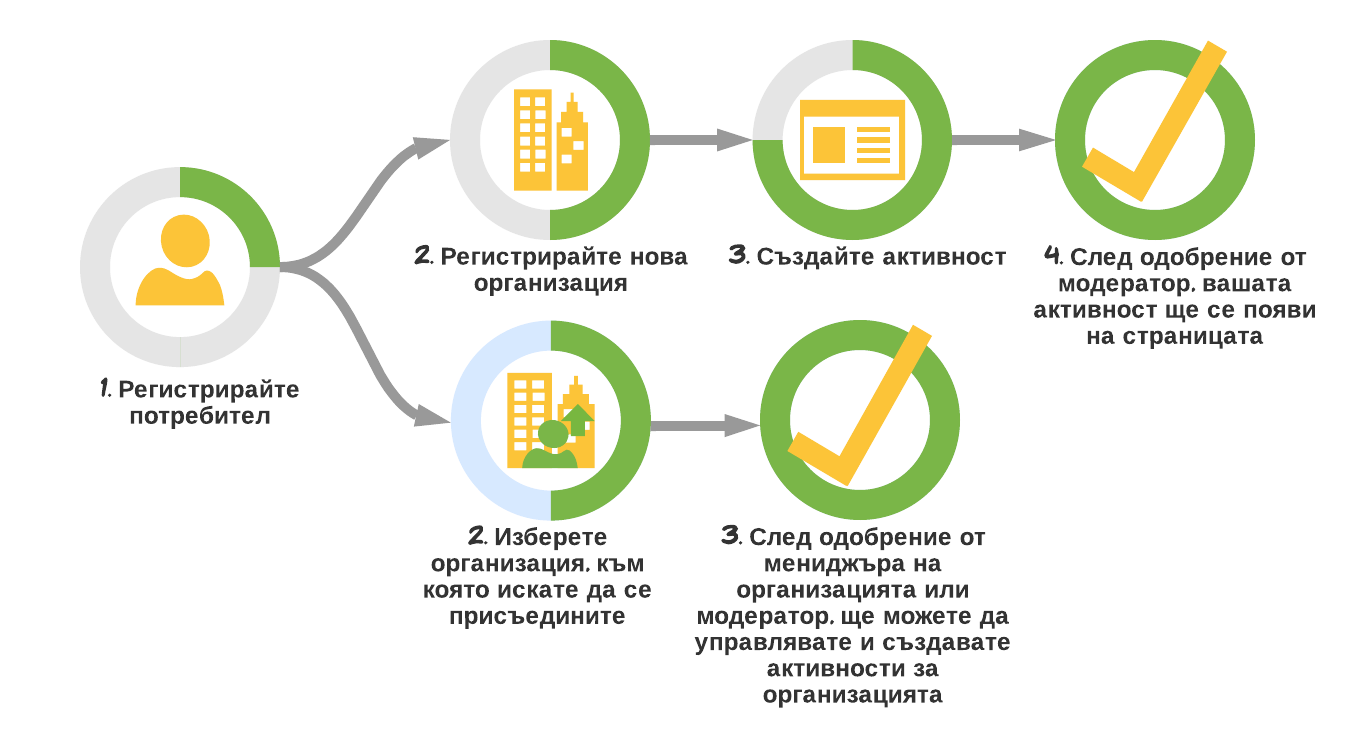 1. Регистрирайте
потребител
2. Регистрирайте нова
организация
3. Създайте активност
4. След одобрение от
модератор, вашата
активност ще се появи
на страницата
2. Изберете
организация, към
която искате да се
присъедините
3. След одобрение от
мениджъра на
организацията или
модератор, ще можете да
управлявате и създавате
активности за
организацията